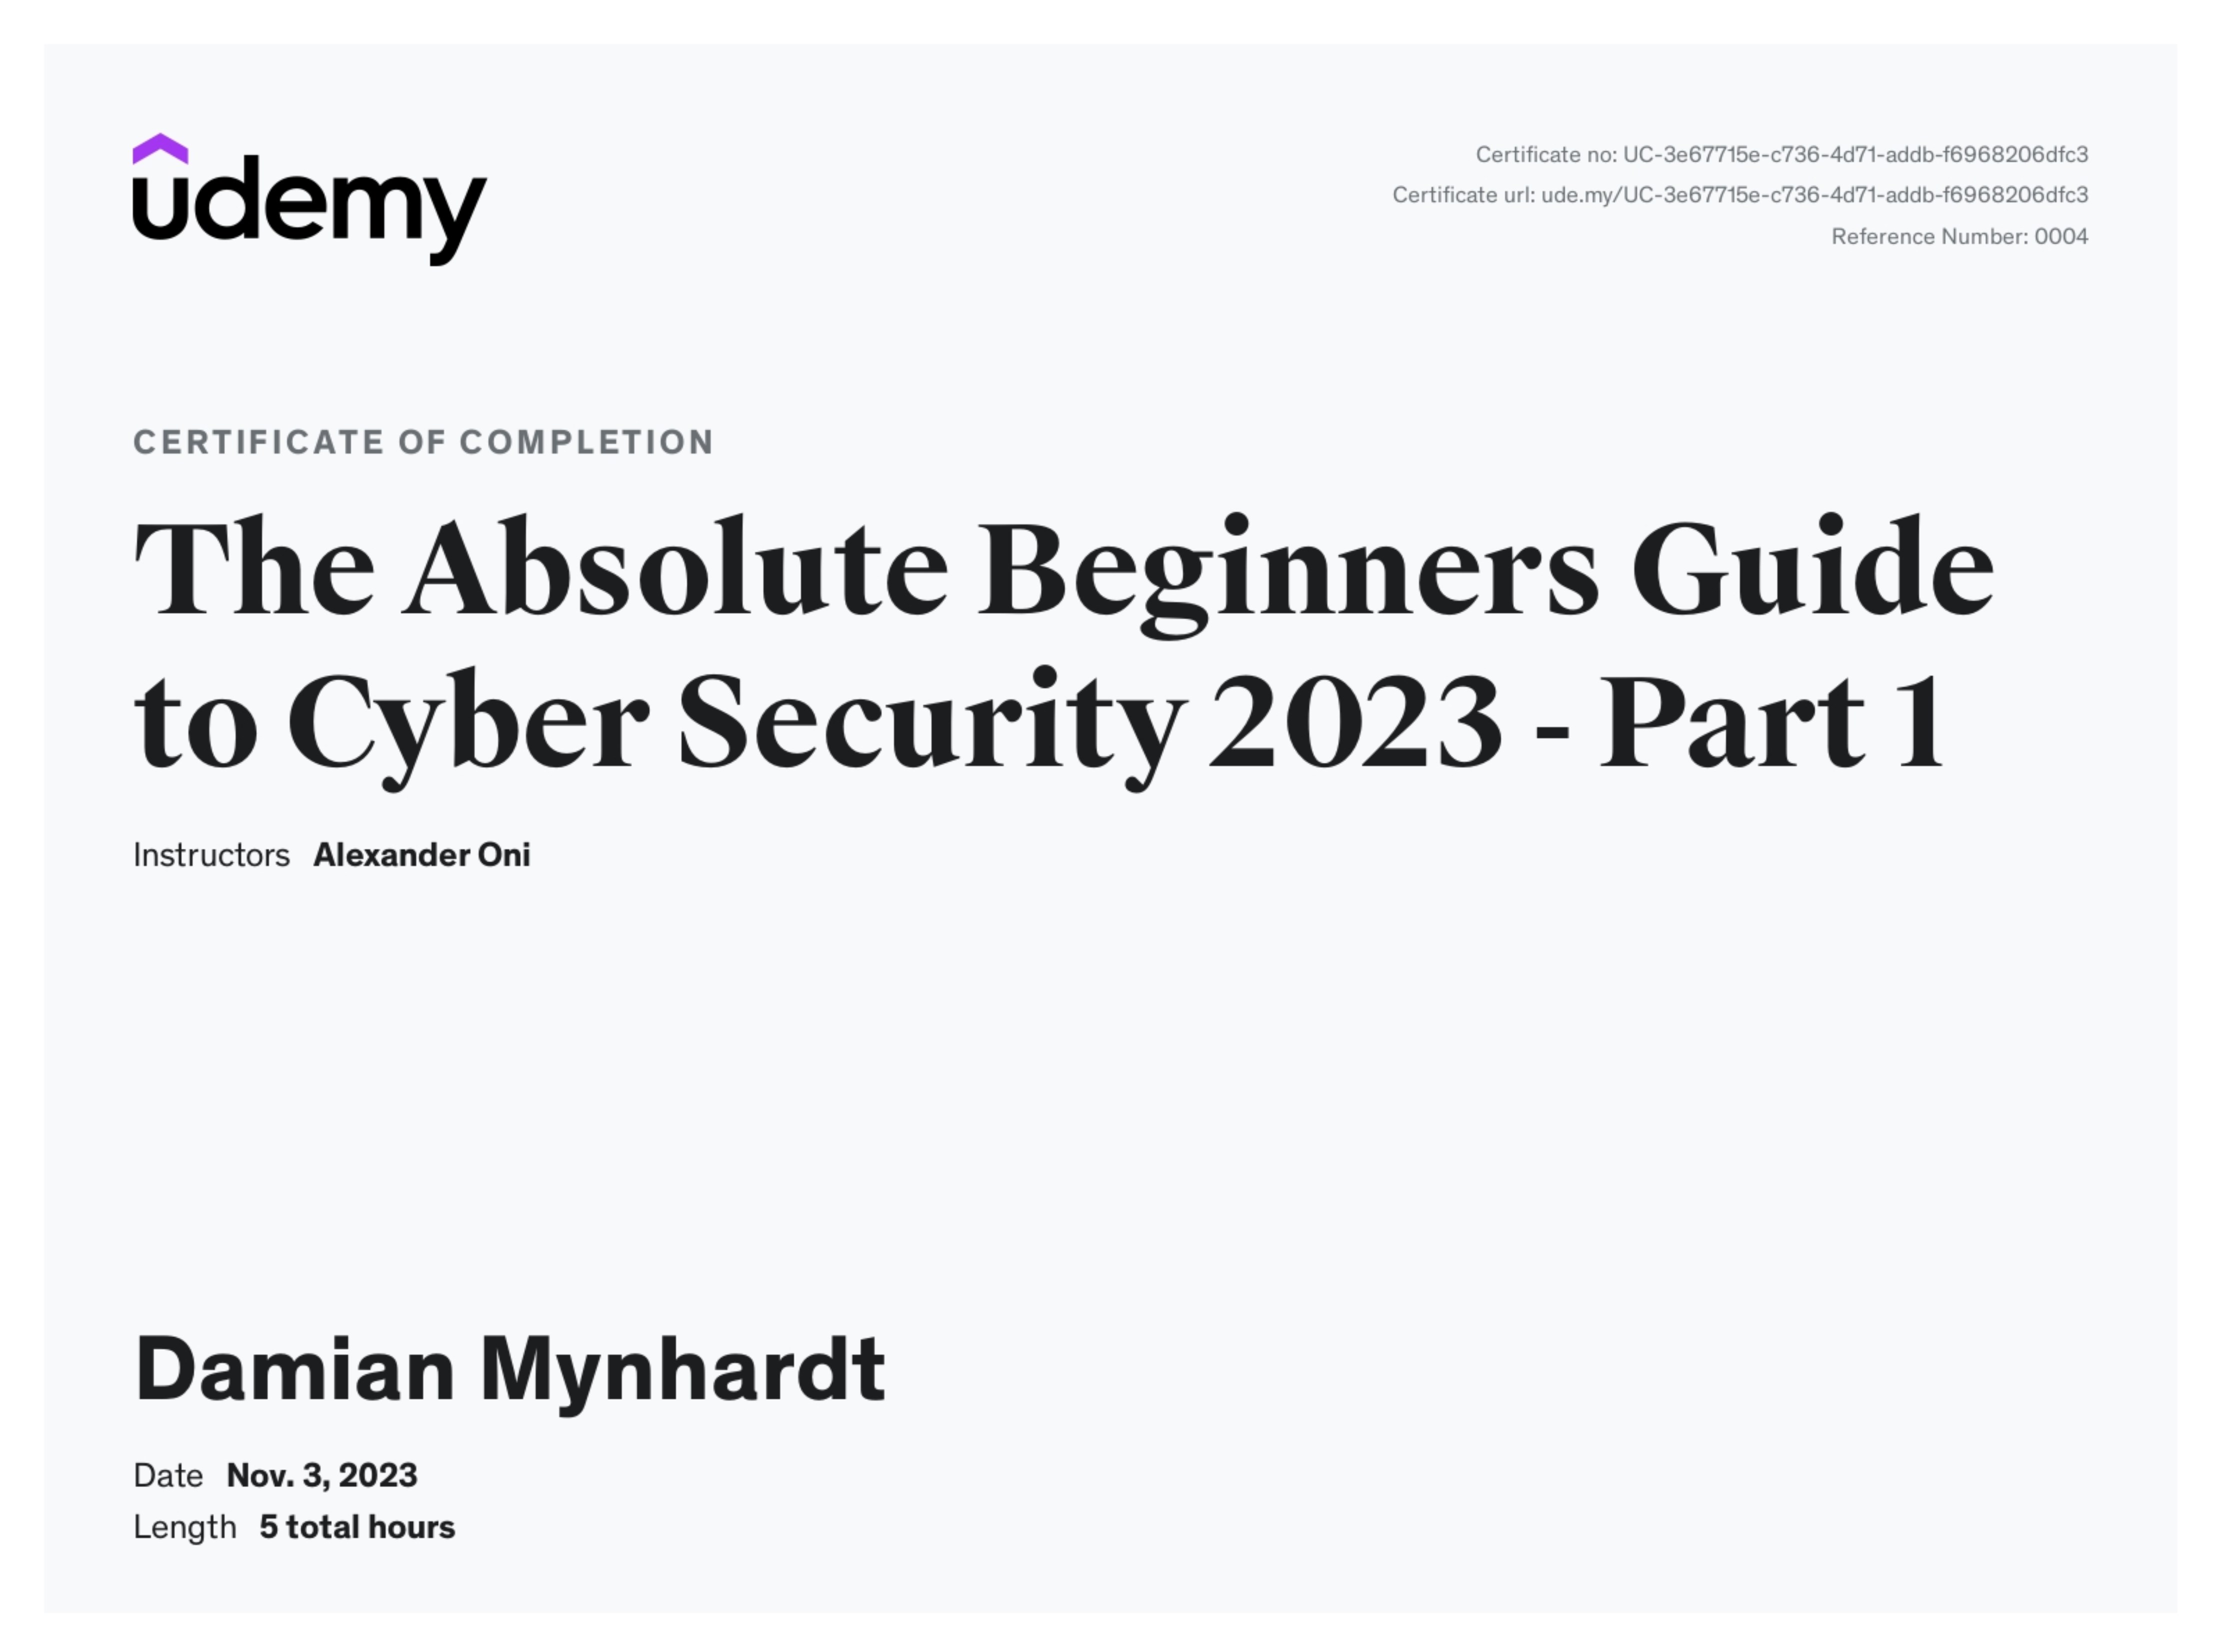 udemy
Certificate no: UC-3e67715e-c736-4d71-addb-f6968206dfc3
Certificate url: ude.my/UC-3e67715e-c736-4d71-addb-f6968206dfc3
Reference Number: 0004
CERTIFICATE OF COMPLETION
The Absolute Beginners Guide
to Cyber Security 2023 - Part 1
Instructors Alexander Oni
Damian Mynhardt
Date Nov. 3, 2023
Length 5 total hours